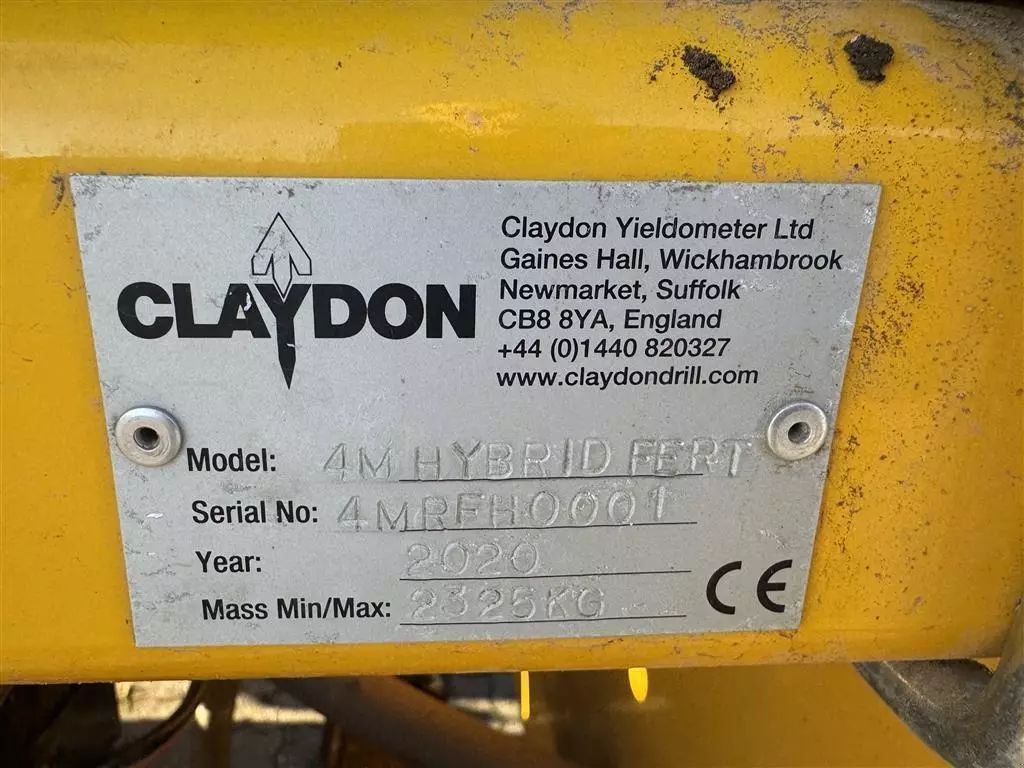 CLAYDON
Claydon Yieldometer Ltd
Gaines Hall, Wickhambrook
Newmarket, Suffolk
CB8 8YA, England
+44 (0)1440 820327
www.claydondrill.com
Model: 4M HYBRID FERT
Serial No: 4MRFH0001
Year: 2020
Mass Min/Max: 2325KG
CE